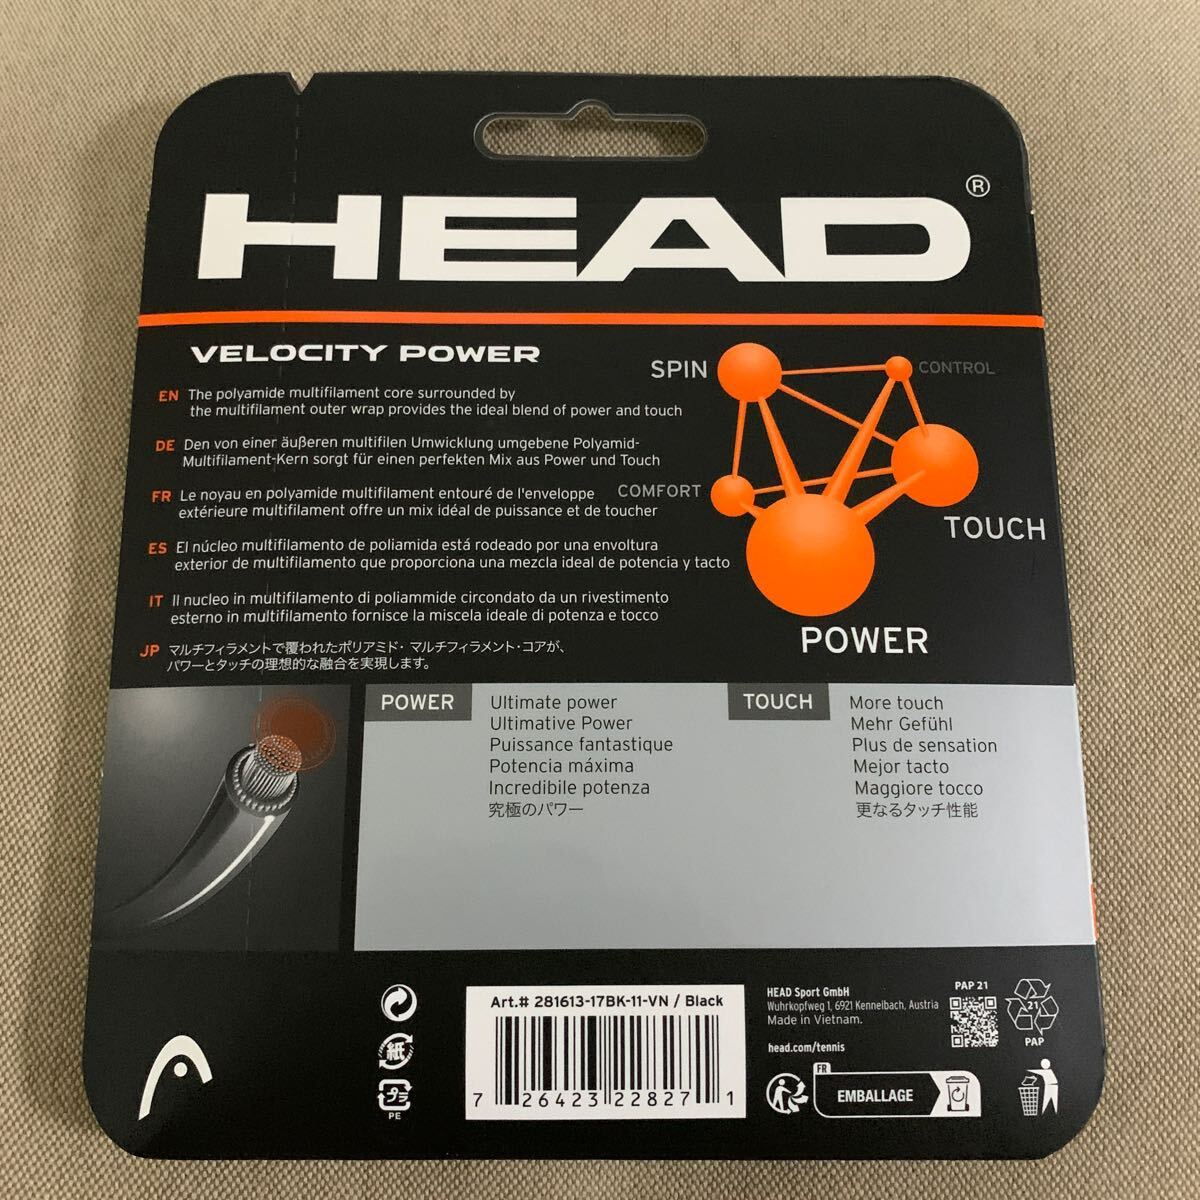 HEAD®
VELOCITY POWER
EN The polyamide multifilament core surrounded by
the multifilament outer wrap provides the ideal blend of power and touch
DE Den von einer äußeren multifilen Umwicklung umgebene Polyamid-
Multifilament-Kern sorgt für einen perfekten Mix aus Power und Touch
FR Le noyau en polyamide multifilament entouré de l'enveloppe
extérieure multifilament offre un mix idéal de puissance et de toucher
ES El núcleo multifilamento de poliamida está rodeado por una envoltura
exterior de multifilamento que proporciona una mezcla ideal de potencia y tacto
IT Il nucleo in multifilamento di poliammide circondato da un rivestimento
esterno in multifilamento fornisce la miscela ideale di potenza e tocco
JP マルチフィラメントで覆われたポリアミド・マルチフィラメント・コアが、
パワーとタッチの理想的な融合を実現します。
SPIN
CONTROL
COMFORT
TOUCH
POWER
POWER
Ultimate power
Ultimative Power
Puissance fantastique
Potencia máxima
Incredibile potenza
究極のパワー
TOUCH
More touch
Mehr Gefühl
Plus de sensation
Mejor tacto
Maggiore tocco
更なるタッチ性能
紙
プラ
PE
Art.# 281613-17BK-11-VN / Black
7 26423 22827 1
HEAD Sport GmbH
Wuhrkopfweg 1, 6921 Kennelbach, Austria
Made in Vietnam.
head.com/tennis
PAP 21
21
PAP
FR
EMBALLAGE